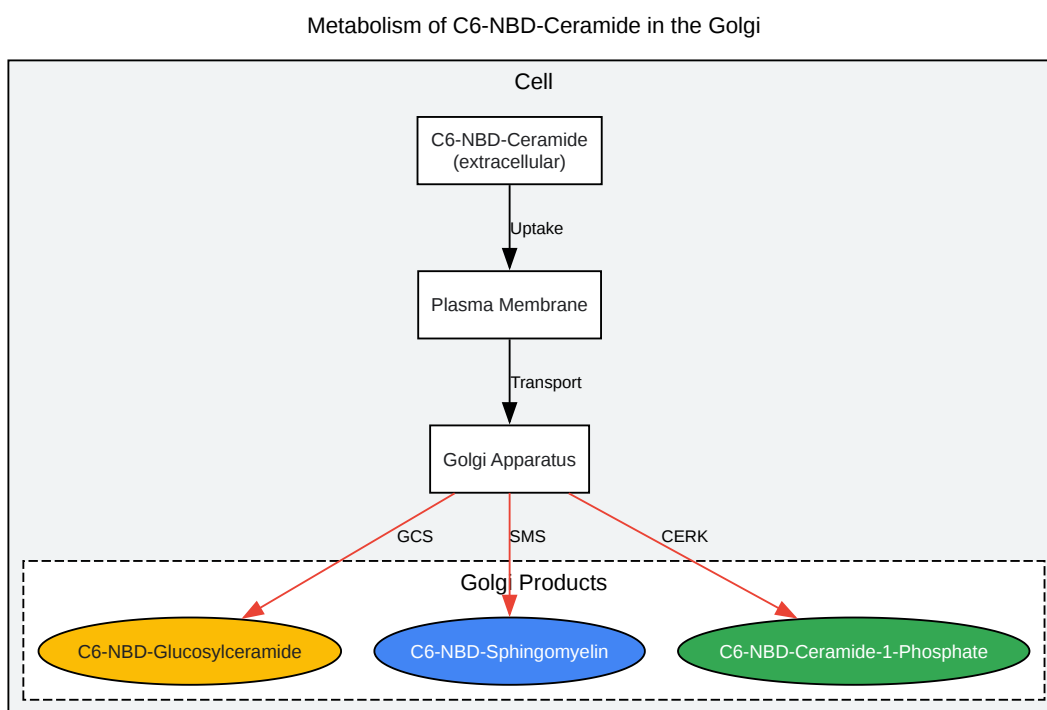 Metabolism of C6-NBD-Ceramide in the Golgi
Cell
C6-NBD-Ceramide
(extracellular)
Uptake
Plasma Membrane
Transport
Golgi Apparatus
GCS
SMS
CERK
Golgi Products
C6-NBD-Glucosylceramide
C6-NBD-Sphingomyelin
C6-NBD-Ceramide-1-Phosphate